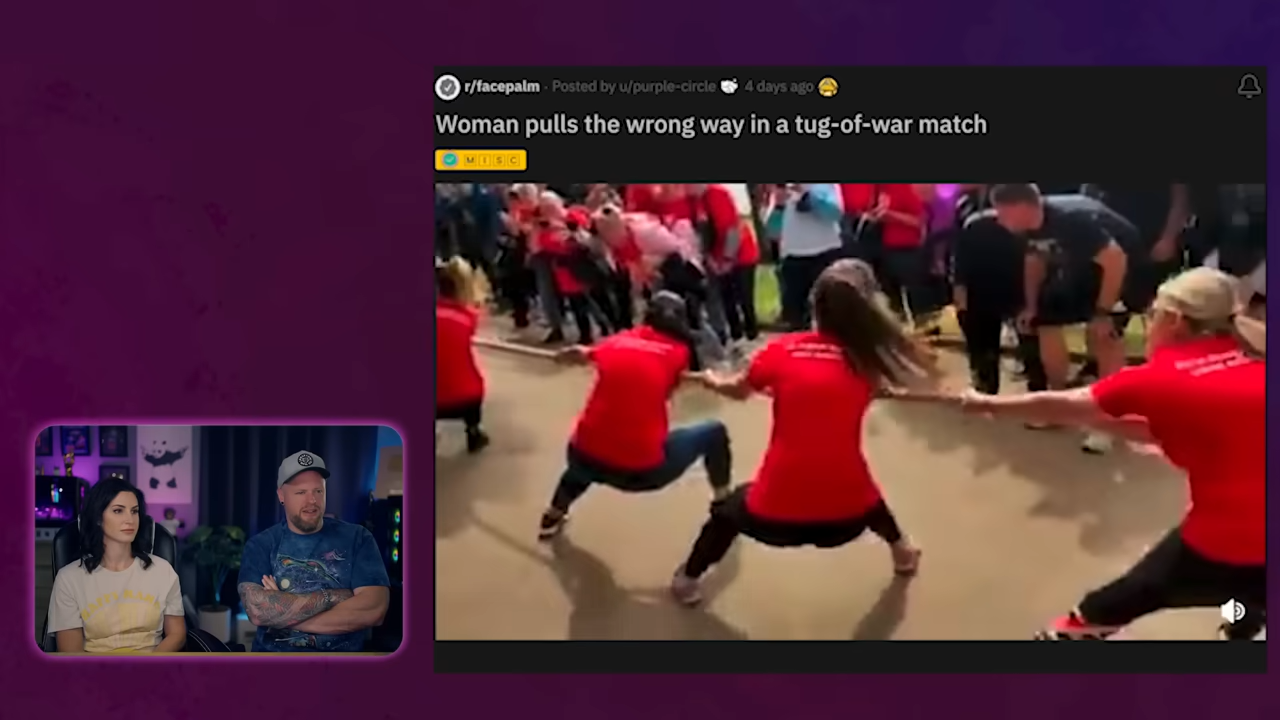 r/facepalm · Posted by u/purple-circle 4 days ago
Woman pulls the wrong way in a tug-of-war match
MISC